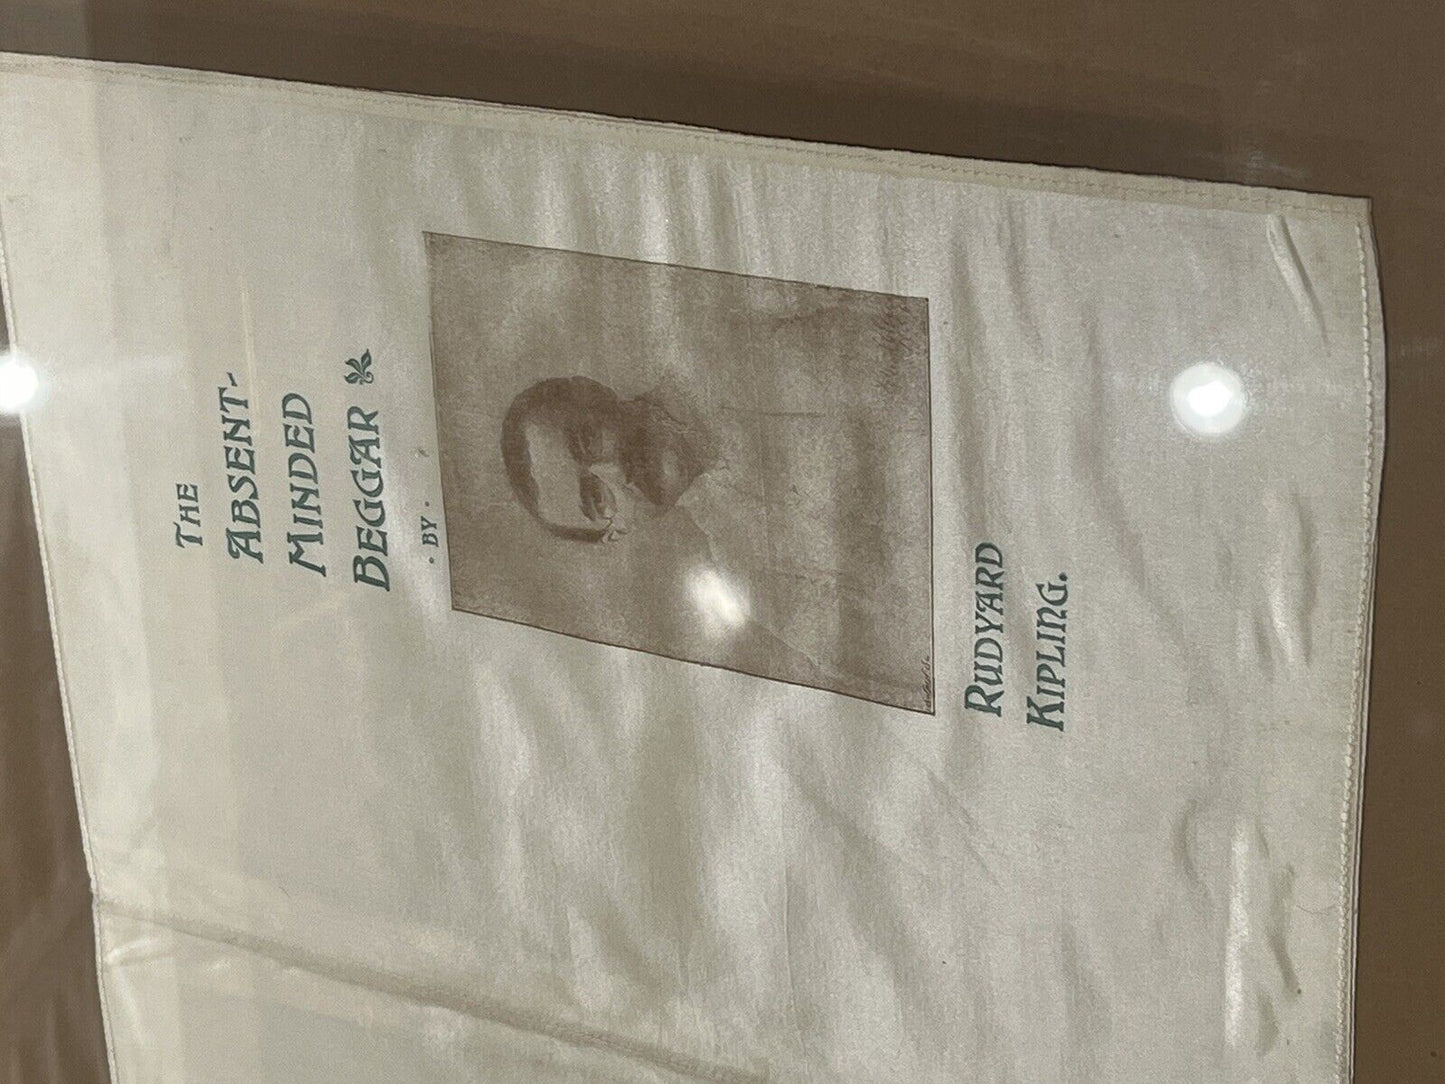 THE
ABSENT-
MINDED
BEGGAR
• BY •
RUDYARD
KIPLING.